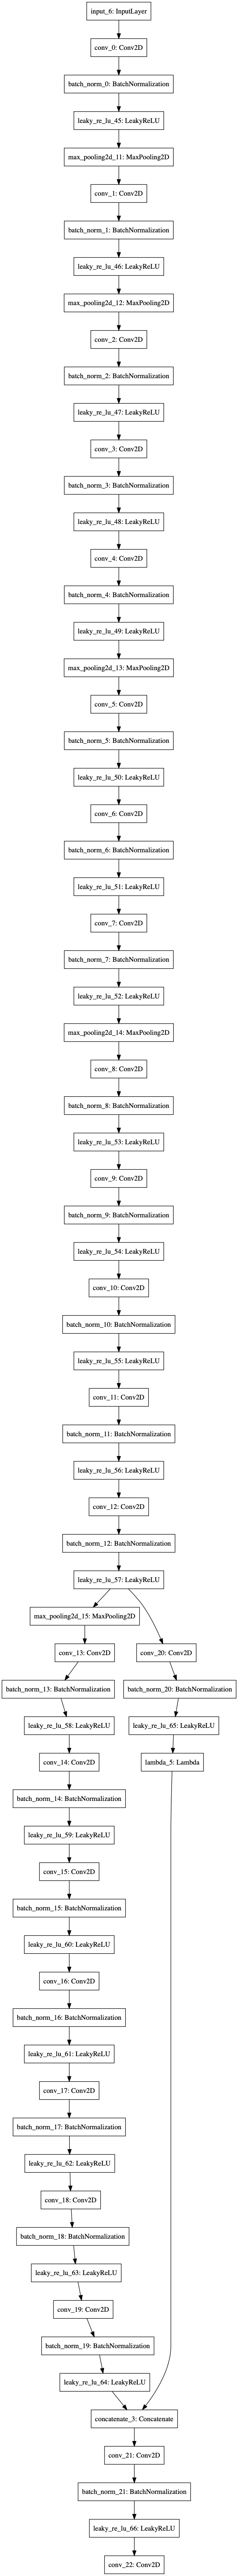 input_6: InputLayer
conv_0: Conv2D
batch_norm_0: BatchNormalization
leaky_re_lu_45: LeakyReLU
max_pooling2d_11: MaxPooling2D
conv_1: Conv2D
batch_norm_1: BatchNormalization
leaky_re_lu_46: LeakyReLU
max_pooling2d_12: MaxPooling2D
conv_2: Conv2D
batch_norm_2: BatchNormalization
leaky_re_lu_47: LeakyReLU
conv_3: Conv2D
batch_norm_3: BatchNormalization
leaky_re_lu_48: LeakyReLU
conv_4: Conv2D
batch_norm_4: BatchNormalization
leaky_re_lu_49: LeakyReLU
max_pooling2d_13: MaxPooling2D
conv_5: Conv2D
batch_norm_5: BatchNormalization
leaky_re_lu_50: LeakyReLU
conv_6: Conv2D
batch_norm_6: BatchNormalization
leaky_re_lu_51: LeakyReLU
conv_7: Conv2D
batch_norm_7: BatchNormalization
leaky_re_lu_52: LeakyReLU
max_pooling2d_14: MaxPooling2D
conv_8: Conv2D
batch_norm_8: BatchNormalization
leaky_re_lu_53: LeakyReLU
conv_9: Conv2D
batch_norm_9: BatchNormalization
leaky_re_lu_54: LeakyReLU
conv_10: Conv2D
batch_norm_10: BatchNormalization
leaky_re_lu_55: LeakyReLU
conv_11: Conv2D
batch_norm_11: BatchNormalization
leaky_re_lu_56: LeakyReLU
conv_12: Conv2D
batch_norm_12: BatchNormalization
leaky_re_lu_57: LeakyReLU
max_pooling2d_15: MaxPooling2D
conv_13: Conv2D
conv_20: Conv2D
batch_norm_13: BatchNormalization
batch_norm_20: BatchNormalization
leaky_re_lu_58: LeakyReLU
leaky_re_lu_65: LeakyReLU
conv_14: Conv2D
lambda_5: Lambda
batch_norm_14: BatchNormalization
leaky_re_lu_59: LeakyReLU
conv_15: Conv2D
batch_norm_15: BatchNormalization
leaky_re_lu_60: LeakyReLU
conv_16: Conv2D
batch_norm_16: BatchNormalization
leaky_re_lu_61: LeakyReLU
conv_17: Conv2D
batch_norm_17: BatchNormalization
leaky_re_lu_62: LeakyReLU
conv_18: Conv2D
batch_norm_18: BatchNormalization
leaky_re_lu_63: LeakyReLU
conv_19: Conv2D
batch_norm_19: BatchNormalization
leaky_re_lu_64: LeakyReLU
concatenate_3: Concatenate
conv_21: Conv2D
batch_norm_21: BatchNormalization
leaky_re_lu_66: LeakyReLU
conv_22: Conv2D